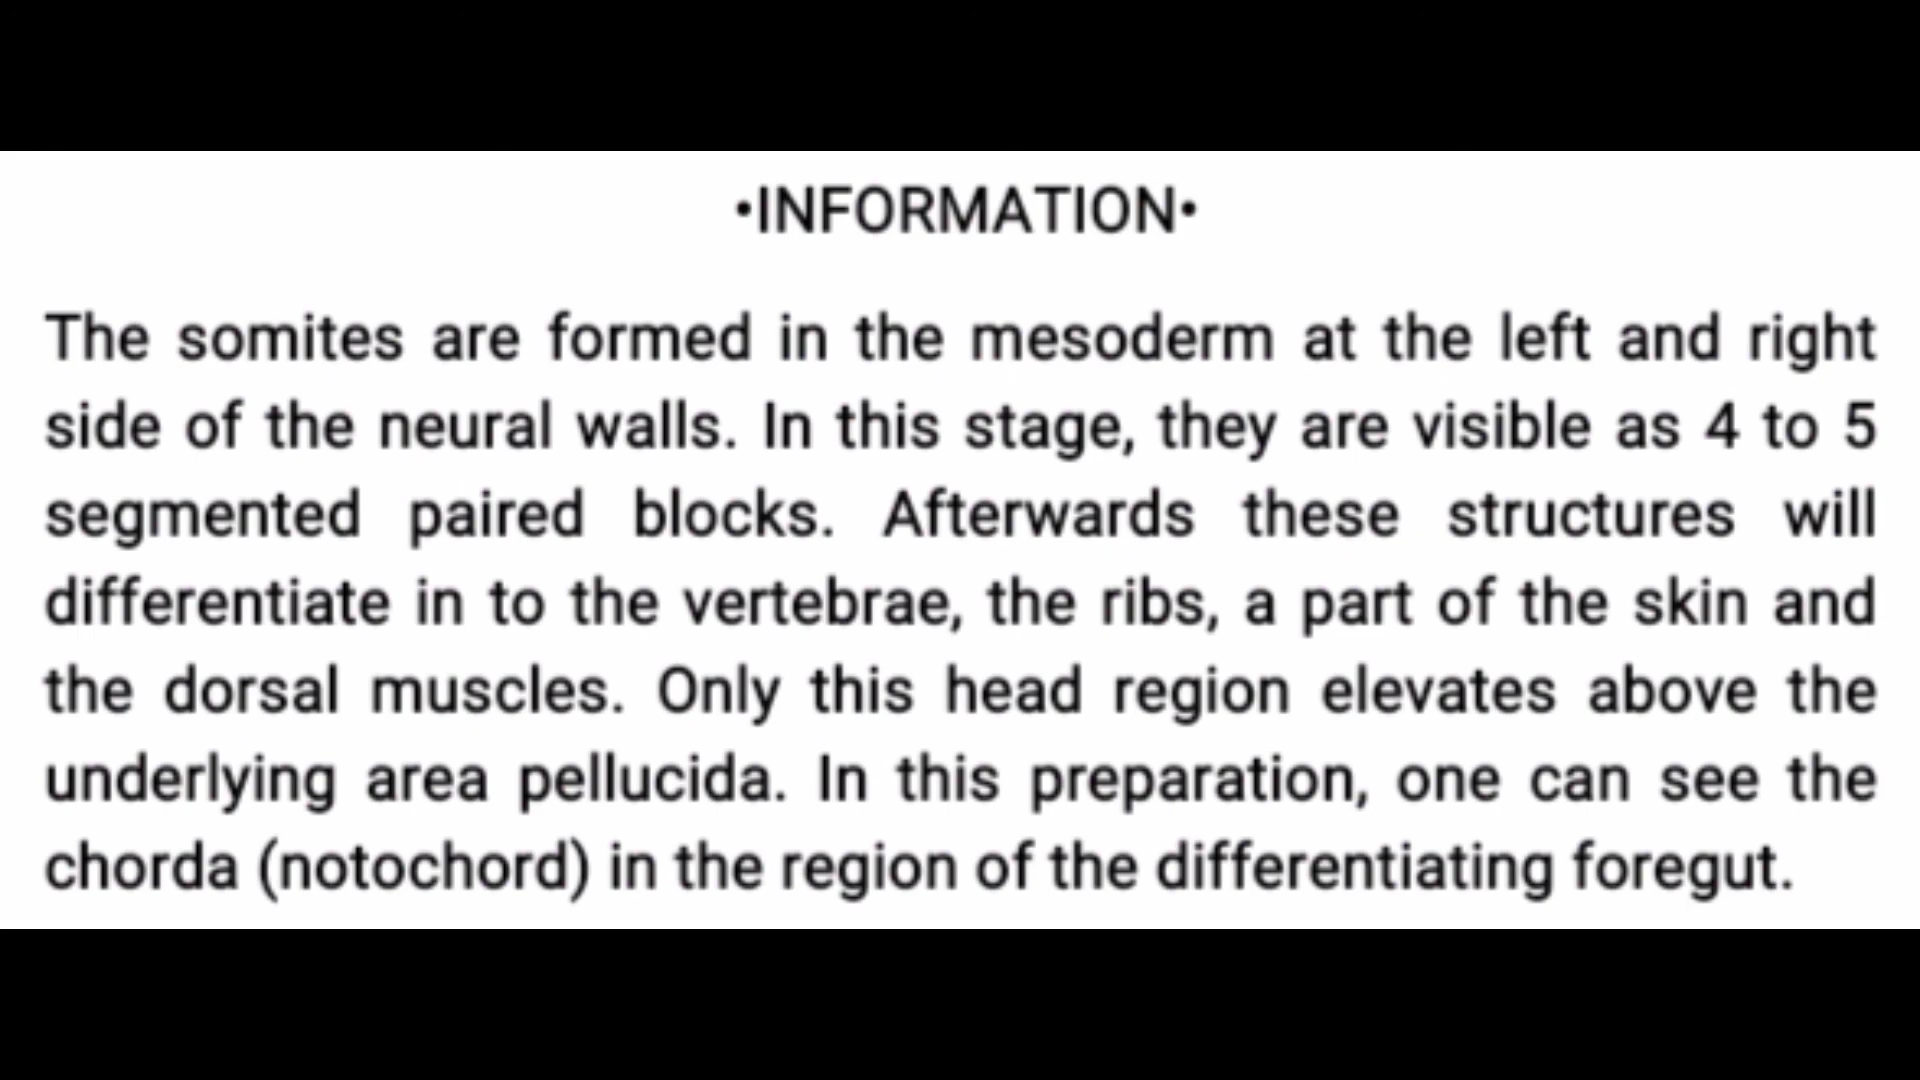 •INFORMATION•
The somites are formed in the mesoderm at the left and right
side of the neural walls. In this stage, they are visible as 4 to 5
segmented paired blocks. Afterwards these structures will
differentiate in to the vertebrae, the ribs, a part of the skin and
the dorsal muscles. Only this head region elevates above the
underlying area pellucida. In this preparation, one can see the
chorda (notochord) in the region of the differentiating foregut.